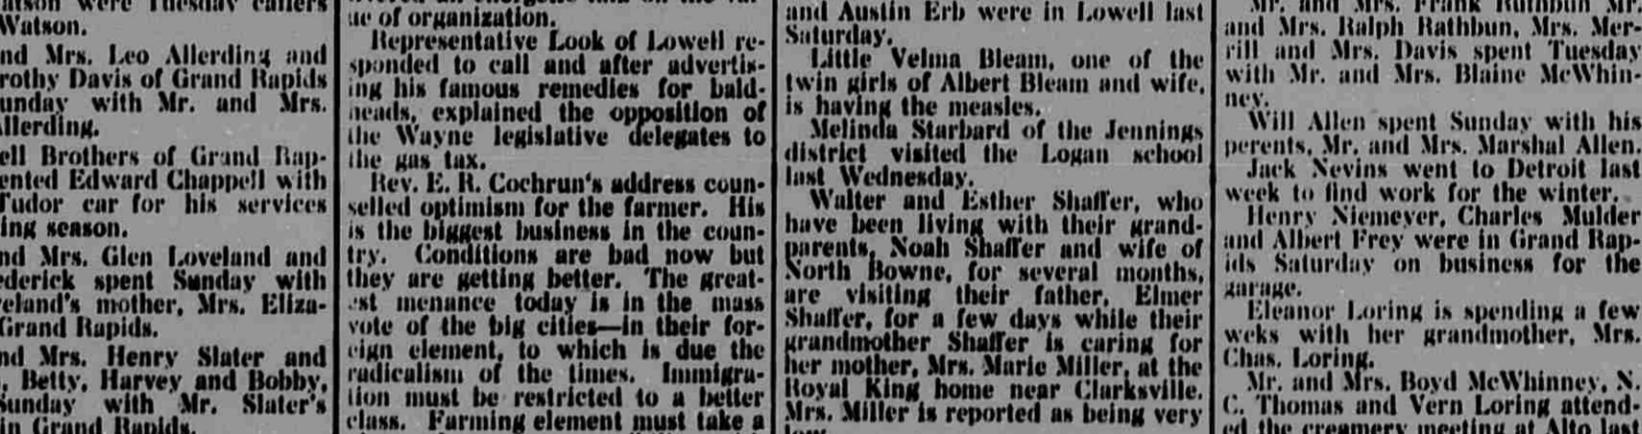 were Tuesday callers
Watson.
nd Mrs. Leo Allerding and
rothy Davis of Grand Rapids
unday with Mr. and Mrs.
llerding.
ell Brothers of Grand Rap-
ented Edward Chappell with
Tudor car for his services
ing season.
nd Mrs. Glen Loveland and
ederick spent Sunday with
eland's mother, Mrs. Eliza-
Grand Rapids.
nd Mrs. Henry Slater and
, Betty, Harvey and Bobby,
Sunday with Mr. Slater's
in Grand Rapids.
ue of organization.
Representative Look of Lowell re-
sponded to call and after advertis-
ing his famous remedies for bald-
heads, explained the opposition of
the Wayne legislative delegates to
the gas tax.
Rev. E. R. Cochrun's address coun-
selled optimism for the farmer. His
is the biggest business in the coun-
try. Conditions are bad now but
they are getting better. The great-
est menance today is in the mass
vote of the big cities—in their for-
eign element, to which is due the
radicalism of the times. Immigra-
tion must be restricted to a better
class. Farming element must take a
and Austin Erb were in Lowell last
Saturday.
Little Velma Bleam, one of the
twin girls of Albert Bleam and wife,
is having the measles.
Melinda Starbard of the Jennings
district visited the Logan school
last Wednesday.
Walter and Esther Shaffer, who
have been living with their grand-
parents, Noah Shaffer and wife of
North Bowne, for several months,
are visiting their father, Elmer
Shaffer, for a few days while their
grandmother Shaffer is caring for
her mother, Mrs. Marie Miller, at the
Royal King home near Clarksville.
Mrs. Miller is reported as being very
low.
Mr. and Mrs. Frank Rathbun Mr.
and Mrs. Ralph Rathbun, Mrs. Mer-
rill and Mrs. Davis spent Tuesday
with Mr. and Mrs. Blaine McWhin-
ney.
Will Allen spent Sunday with his
perents, Mr. and Mrs. Marshal Allen.
Jack Nevins went to Detroit last
week to find work for the winter.
Henry Niemeyer, Charles Mulder
and Albert Frey were in Grand Rap-
ids Saturday on business for the
garage.
Eleanor Loring is spending a few
weks with her grandmother, Mrs.
Chas. Loring.
Mr. and Mrs. Boyd McWhinney, N.
C. Thomas and Vern Loring attend-
ed the creamery meeting at Alto last